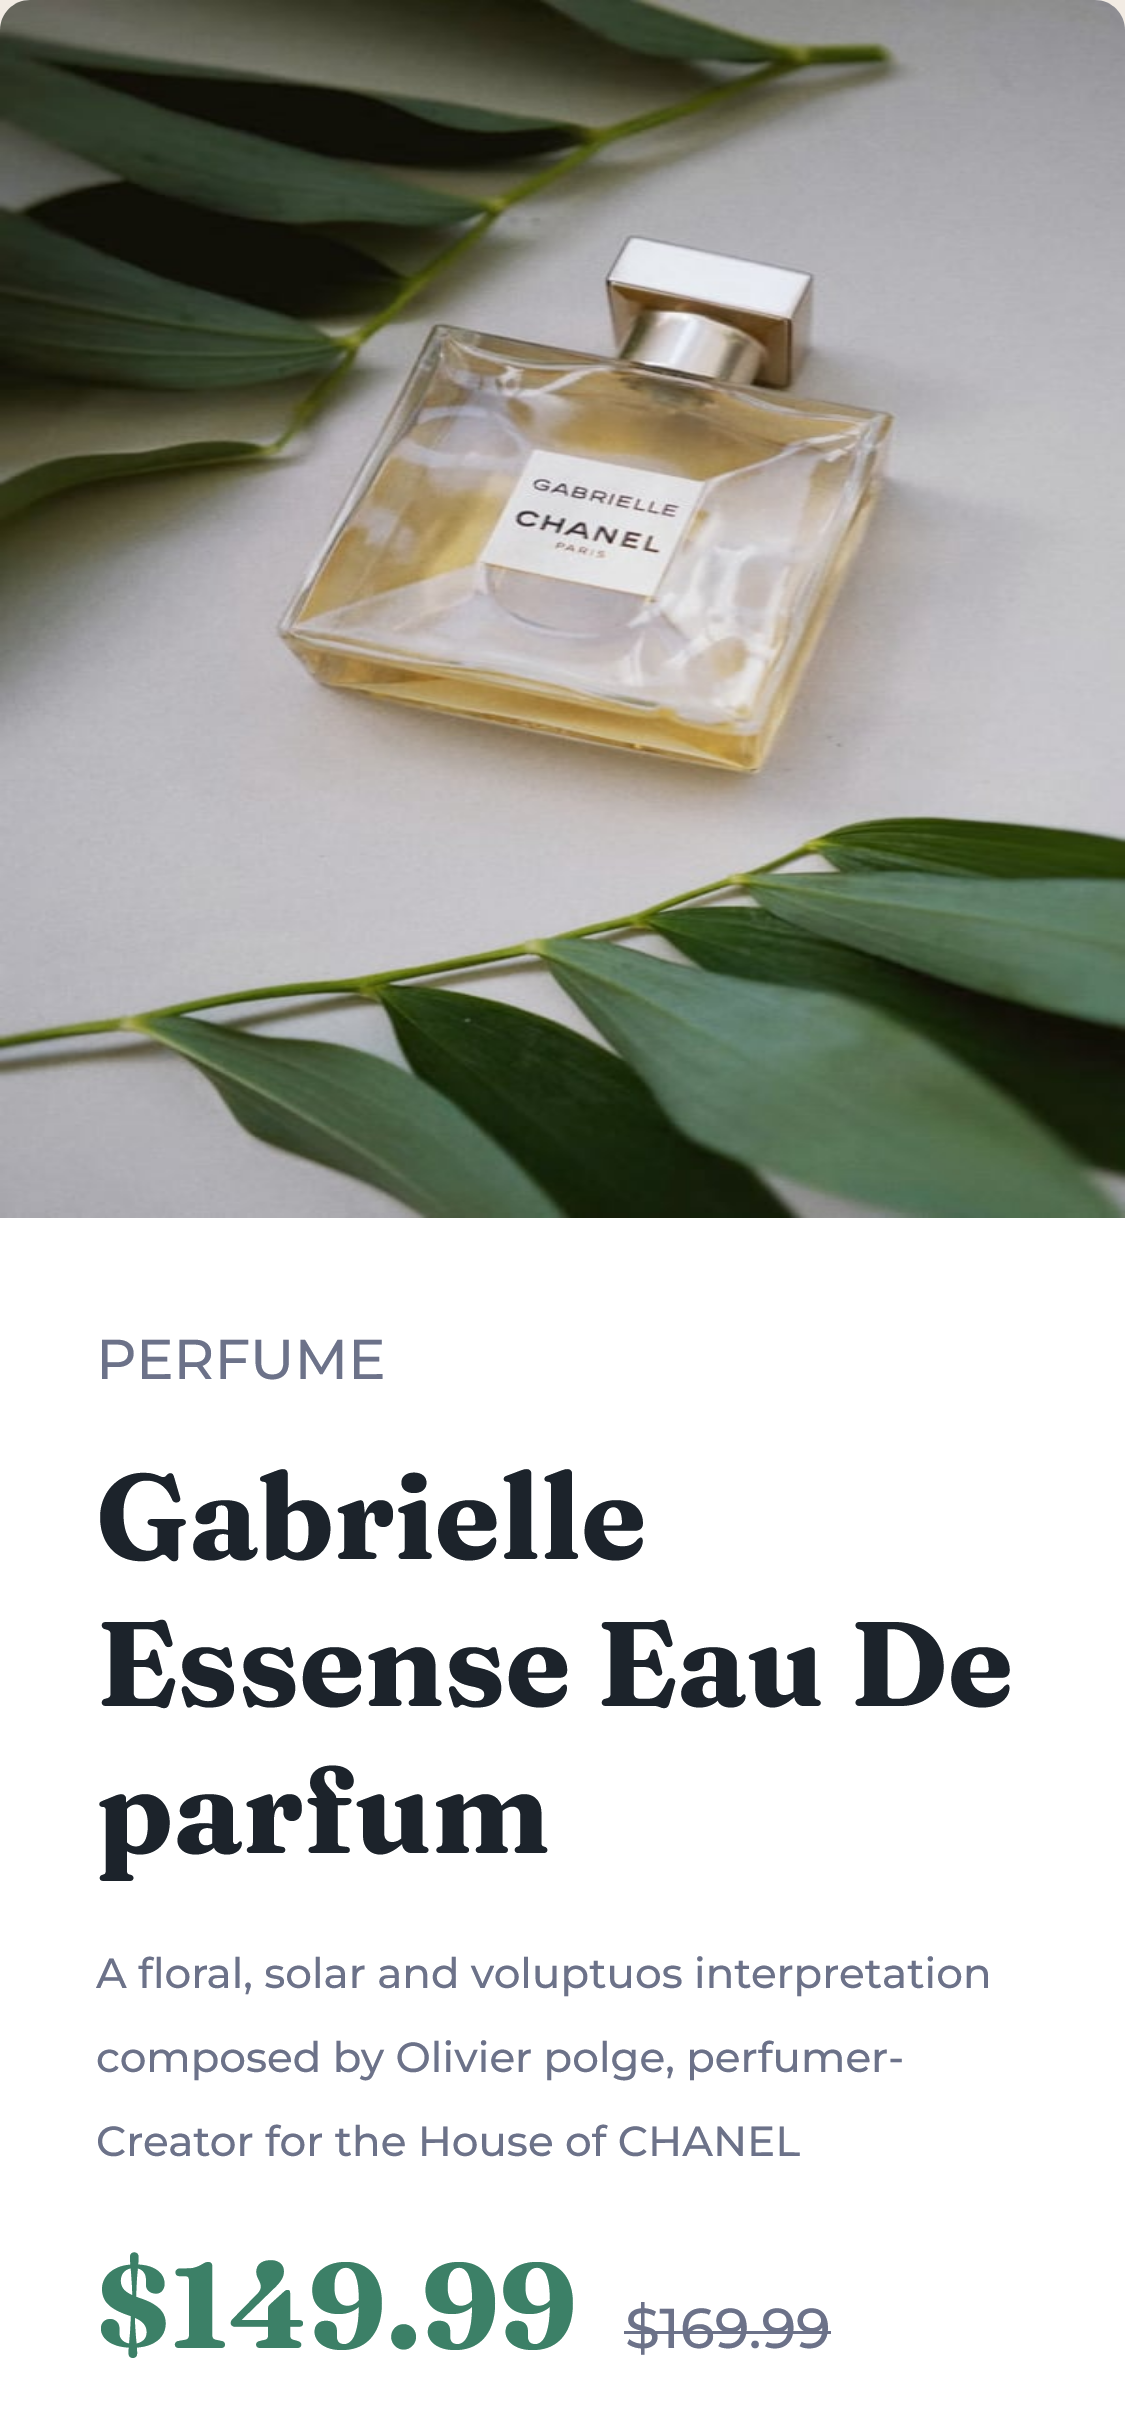 GABRIELLE
CHANEL
PARIS
PERFUME
Gabrielle
Essense Eau De
parfum
A floral, solar and voluptuos interpretation
composed by Olivier polge, perfumer-
Creator for the House of CHANEL
$149.99 $169.99